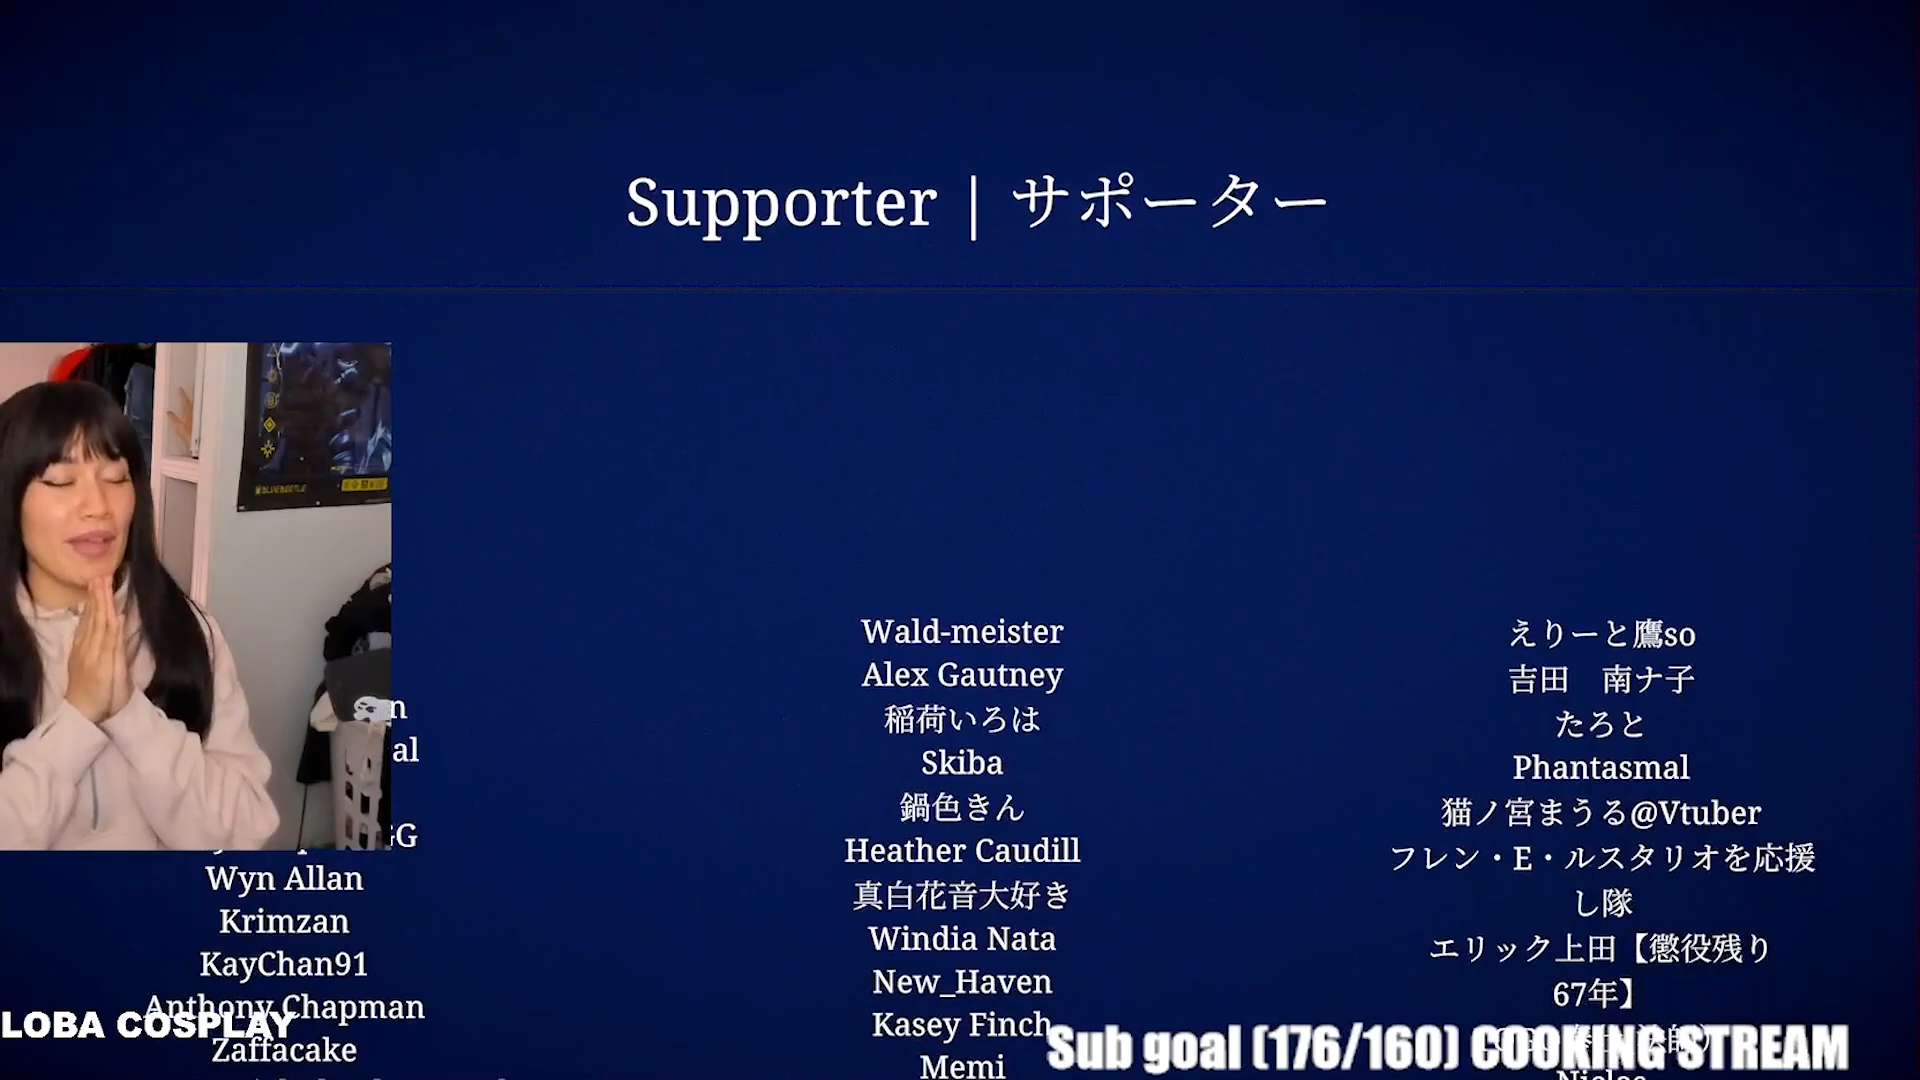 Supporter | サポーター
BLUE BEETLE
Wyn Allan
Krimzan
KayChan91
Anthony Chapman
Zaffacake
Wald-meister
Alex Gautney
稲荷いろは
Skiba
鍋色きん
Heather Caudill
真白花音大好き
Windia Nata
New_Haven
Kasey Finch
Memi
えりーと鷹so
吉田　南ナ子
たろと
Phantasmal
猫ノ宮まうる@Vtuber
フレン・E・ルスタリオを応援
し隊
エリック上田【懲役残り
67年】
LOBA COSPLAY
Sub goal (176/160) COOKING STREAM